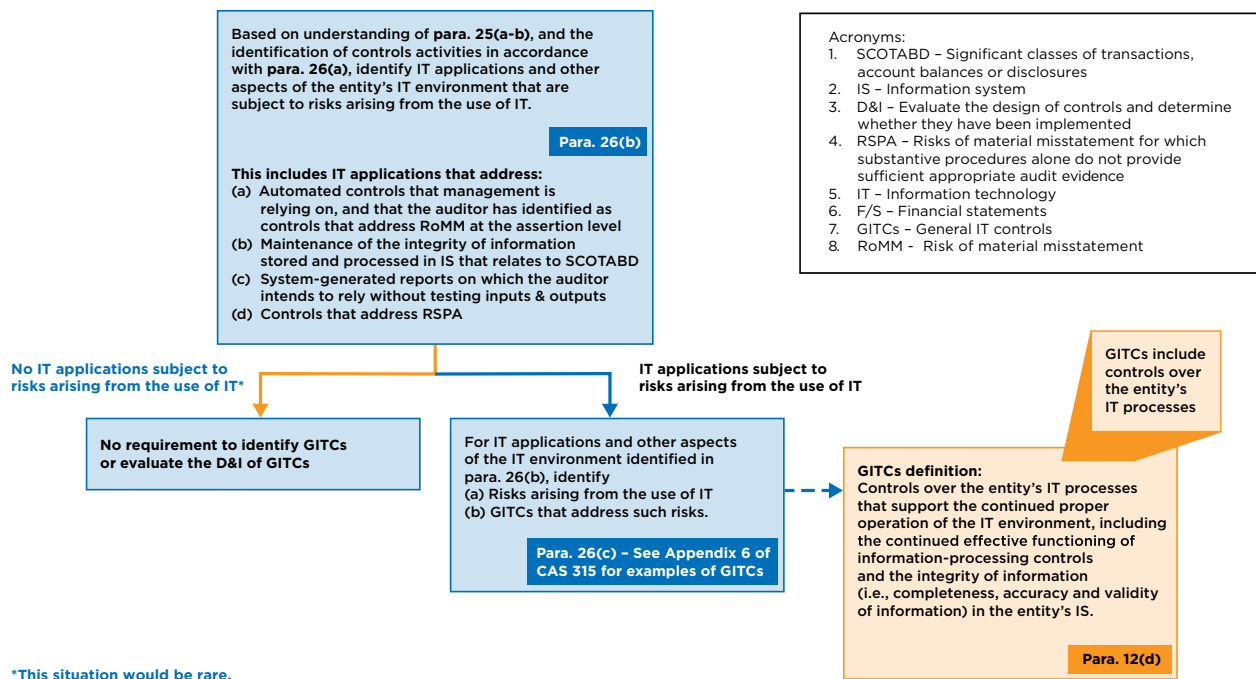 Based on understanding of para. 25(a-b), and the
identification of controls activities in accordance
with para. 26(a), identify IT applications and other
aspects of the entity's IT environment that are
subject to risks arising from the use of IT.
Para. 26(b)
This includes IT applications that address:
(a) Automated controls that management is
relying on, and that the auditor has identified as
controls that address RoMM at the assertion level
(b) Maintenance of the integrity of information
stored and processed in IS that relates to SCOTABD
(c) System-generated reports on which the auditor
intends to rely without testing inputs & outputs
(d) Controls that address RSPA
Acronyms:
1. SCOTABD – Significant classes of transactions,
account balances or disclosures
2. IS – Information system
3. D&I – Evaluate the design of controls and determine
whether they have been implemented
4. RSPA – Risks of material misstatement for which
substantive procedures alone do not provide
sufficient appropriate audit evidence
5. IT – Information technology
6. F/S – Financial statements
7. GITCs – General IT controls
8. RoMM - Risk of material misstatement
No IT applications subject to
risks arising from the use of IT*
IT applications subject to
risks arising from the use of IT
GITCs include
controls over
the entity's
IT processes
No requirement to identify GITCs
or evaluate the D&I of GITCs
For IT applications and other aspects
of the IT environment identified in
para. 26(b), identify
(a) Risks arising from the use of IT
(b) GITCs that address such risks.
Para. 26(c) – See Appendix 6 of
CAS 315 for examples of GITCs
GITCs definition:
Controls over the entity's IT processes
that support the continued proper
operation of the IT environment, including
the continued effective functioning of
information-processing controls
and the integrity of information
(i.e., completeness, accuracy and validity
of information) in the entity's IS.
Para. 12(d)
*This situation would be rare.